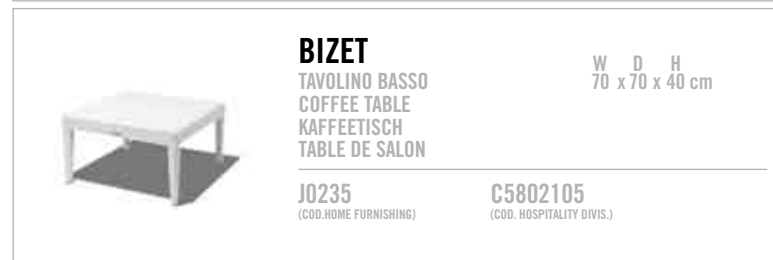 BIZET
TAVOLINO BASSO
COFFEE TABLE
KAFFEETISCH
TABLE DE SALON
W D H
70 x 70 x 40 cm
J0235
(COD.HOME FURNISHING)
C5802105
(COD. HOSPITALITY DIVIS.)